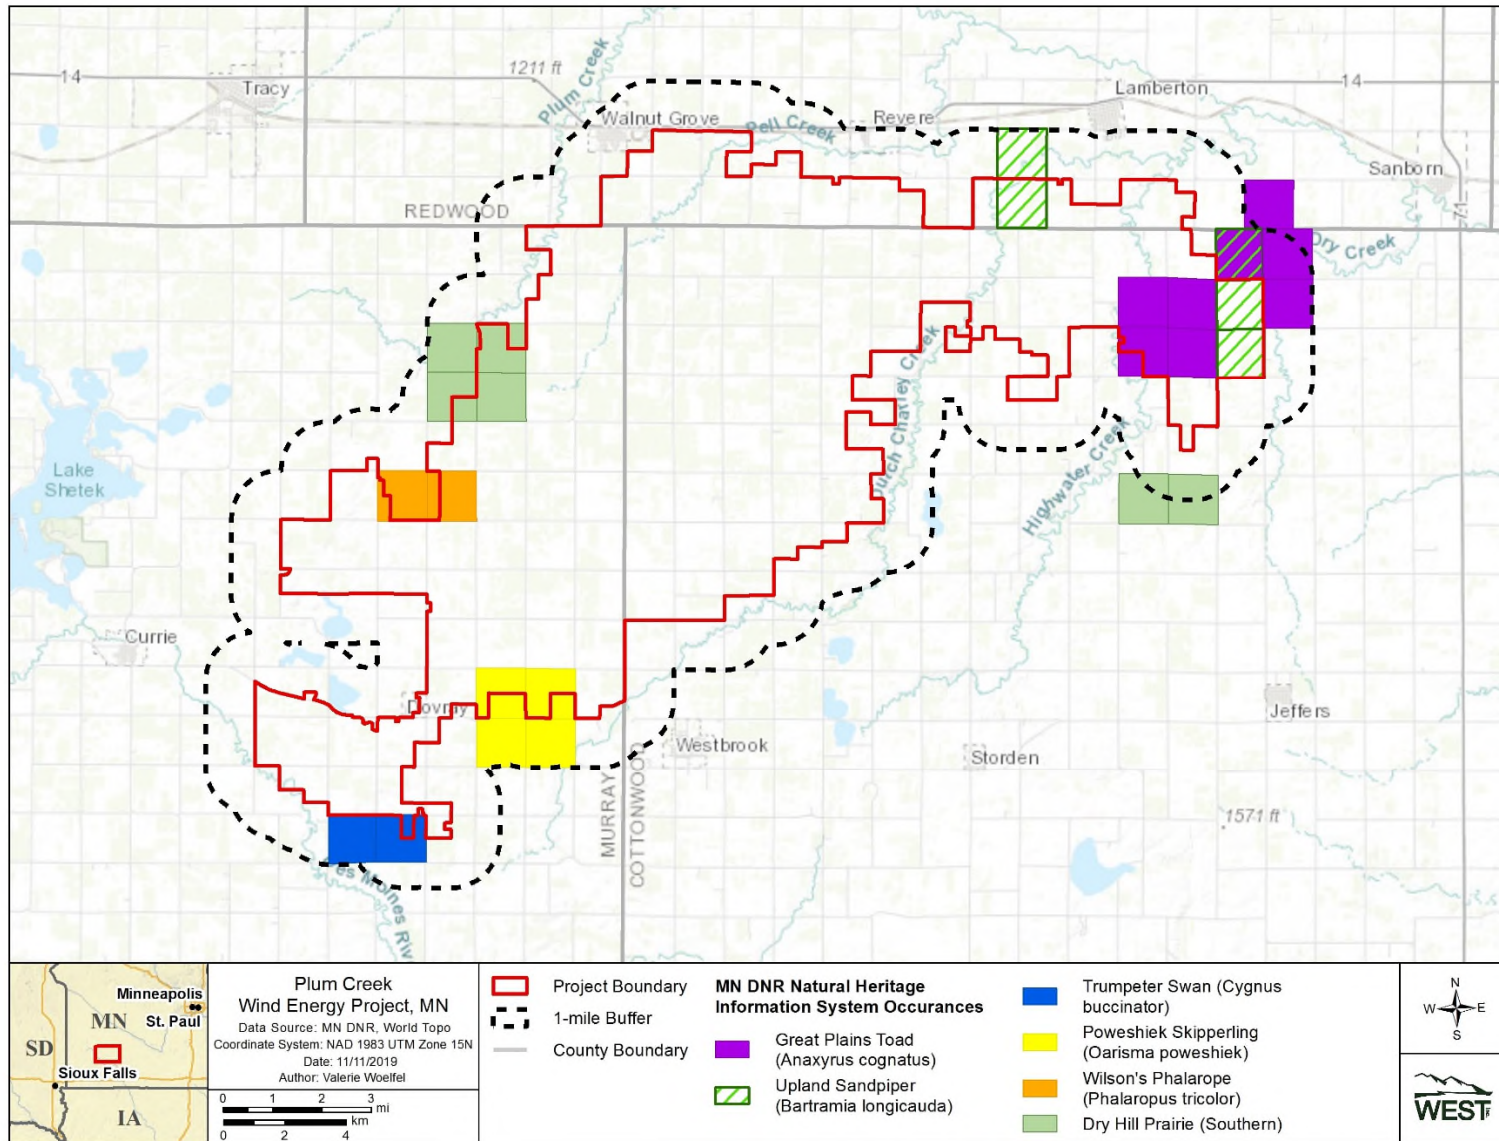 14
1211 ft
Plum Creek
Tracy
Walnut Grove
Pell Creek
Revere
Lamberton
14
Sanborn
71
REDWOOD
Dry Creek
Dutch Charley Creek
Highwater Creek
Lake
Shetek
Currie
Dovray
Westbrook
Storden
Jeffers
MURRAY
COTTONWOOD
1571 ft
Des Moines Riv
Minneapolis
St. Paul
MN
SD
Sioux Falls
IA
Plum Creek
Wind Energy Project, MN
Data Source: MN DNR, World Topo
Coordinate System: NAD 1983 UTM Zone 15N
Date: 11/11/2019
Author: Valerie Woelfel
0 1 2 3
mi
km
0 2 4
Project Boundary
1-mile Buffer
County Boundary
MN DNR Natural Heritage
Information System Occurances
Great Plains Toad
(Anaxyrus cognatus)
Upland Sandpiper
(Bartramia longicauda)
Trumpeter Swan (Cygnus
buccinator)
Poweshiek Skipperling
(Oarisma poweshiek)
Wilson's Phalarope
(Phalaropus tricolor)
Dry Hill Prairie (Southern)
N
W E
S
WEST